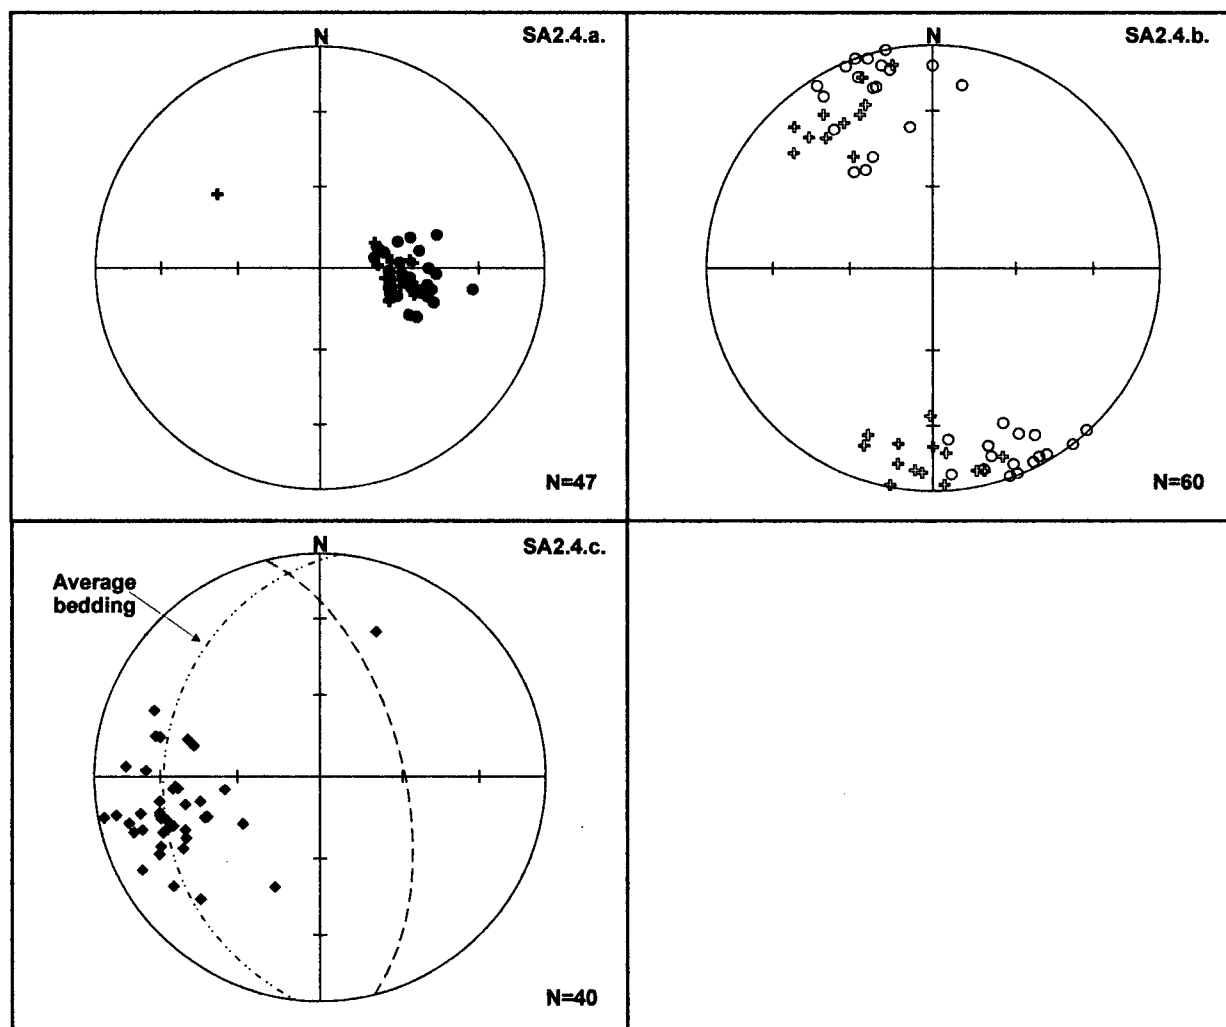 N
SA2.4.a.
N=47
N
SA2.4.b.
N=60
N
SA2.4.c.
Average
bedding
N=40